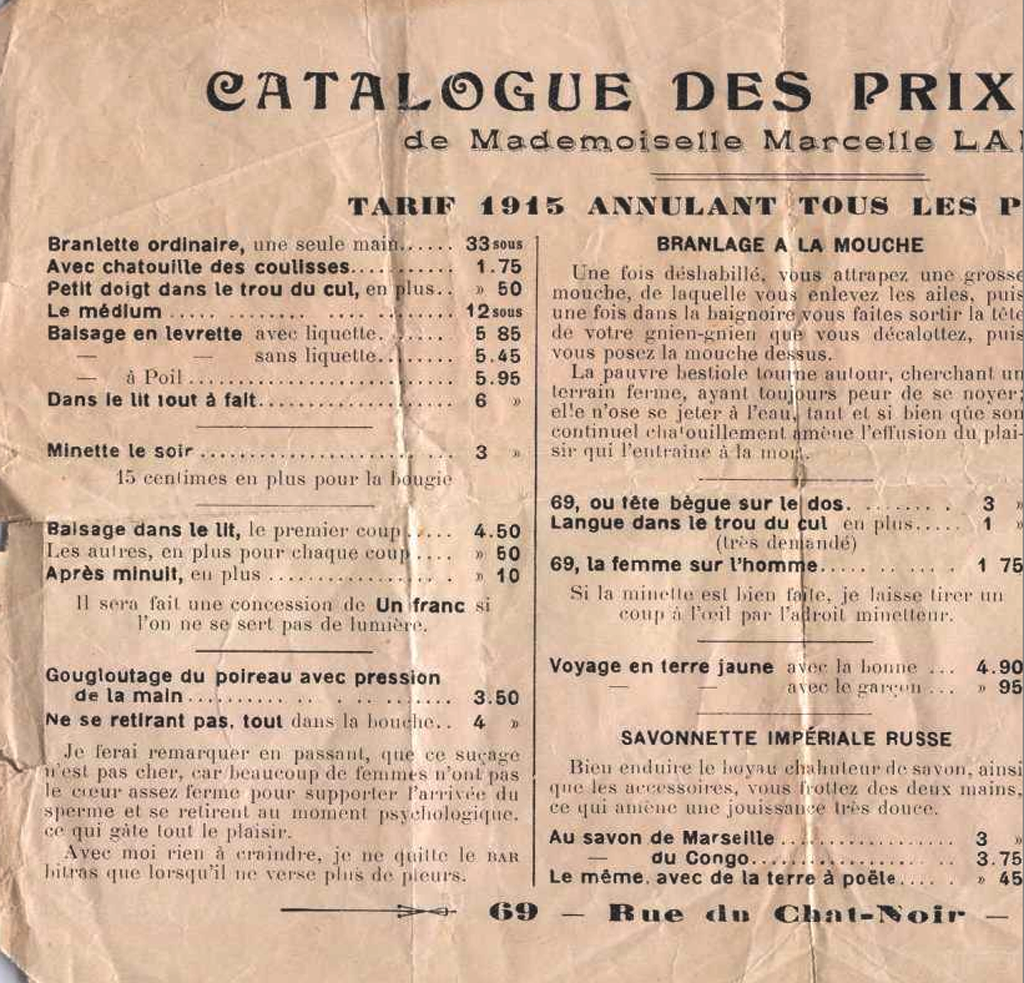 CATALOGUE DES PRIX
de Mademoiselle Marcelle
TARIF 1915 ANNULANT TOUS LES P
Branlette ordinaire, une seule main...... 33 sous
Avec chatouille des coulisses........... 1.75
Petit doigt dans le trou du cul, en plus.. » 50
Le médium ..... ........ ... .......... 12 sous
Baisage en levrette avec liquette. ...... 5 85
— — sans liquette........ 5.45
— à Poil........................... 5.95
Dans le lit tout à fait.................... 6 »
Minette le soir .......................... 3 »
15 centimes en plus pour la bougie
Baisage dans le lit, le premier coup ..... 4.50
Les autres, en plus pour chaque coup .... » 50
Après minuit, en plus ................... » 10
Il sera fait une concession de Un franc si
l'on ne se sert pas de lumière.
Gougloutage du poireau avec pression
de la main........... .. .. ........ 3.50
Ne se retirant pas, tout dans la bouche.. 4 »
Je ferai remarquer en passant, que ce suçage
n'est pas cher, car beaucoup de femmes n'ont pas
le cœur assez ferme pour supporter l'arrivée du
sperme et se retirent au moment psychologique,
ce qui gâte tout le plaisir.
Avec moi rien à craindre, je ne quitte le BAR
bitras que lorsqu'il ne verse plus de pleurs.
BRANLAGE A LA MOUCHE
Une fois déshabillé, vous attrapez une grosse
mouche, de laquelle vous enlevez les ailes, puis
une fois dans la baignoire vous faites sortir la tête
de votre gnien-gnien que vous décalottez, puis
vous posez la mouche dessus.
La pauvre bestiole tourne autour, cherchant un
terrain ferme, ayant toujours peur de se noyer;
elle n'ose se jeter à l'eau, tant et si bien que son
continuel chatouillement amène l'effusion du plai-
sir qui l'entraine à la mort.
69, ou tête bègue sur le dos. ......... 3 »
Langue dans le trou du cul en plus..... 1 »
(très demandé)
69, la femme sur l'homme............. 1 75
Si la minette est bien faite, je laisse tirer un
coup à l'œil par l'adroit minetteur.
Voyage en terre jaune avec la bonne ... 4.90
— — avec le garçon ... » 95
SAVONNETTE IMPÉRIALE RUSSE
Bien enduire le boyau chahuteur de savon, ainsi
que les accessoires, vous frottez des deux mains,
ce qui amène une jouissance très douce.
Au savon de Marseille .................. 3 »
— du Congo...................... 3.75
Le même, avec de la terre à poële...... » 45
69 — Rue du Chat-Noir —